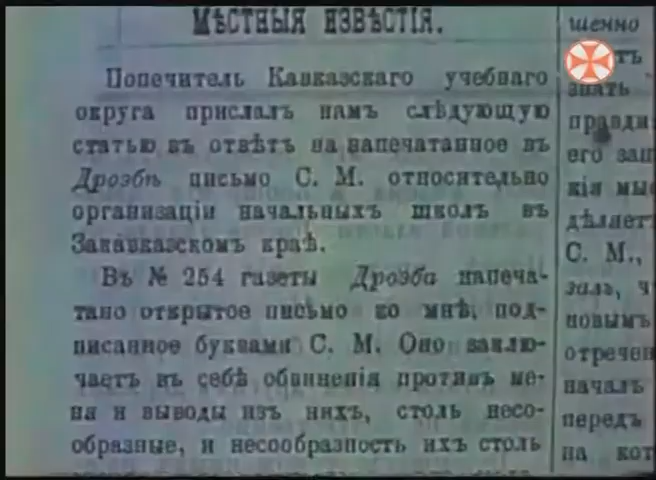 МѢСТНЫЯ ИЗВѢСТІЯ.
Попечитель Кавказскаго учебнаго
округа прислалъ намъ слѣдующую
статью въ отвѣтъ на напечатанное въ
Дроэбѣ письмо С. М. относительно
организаціи начальныхъ школъ въ
Закавказскомъ краѣ.
Въ № 254 газеты Дроэба напеча-
тано открытое письмо ко мнѣ, под-
писанное буквами С. М. Оно заклю-
чаетъ въ себѣ обвиненія противъ ме-
ня и выводы изъ нихъ, столь несо-
образные, и несообразность ихъ столь
шенно
знать
его
С. М.,
новымъ
отречен
началъ
передъ
на кот